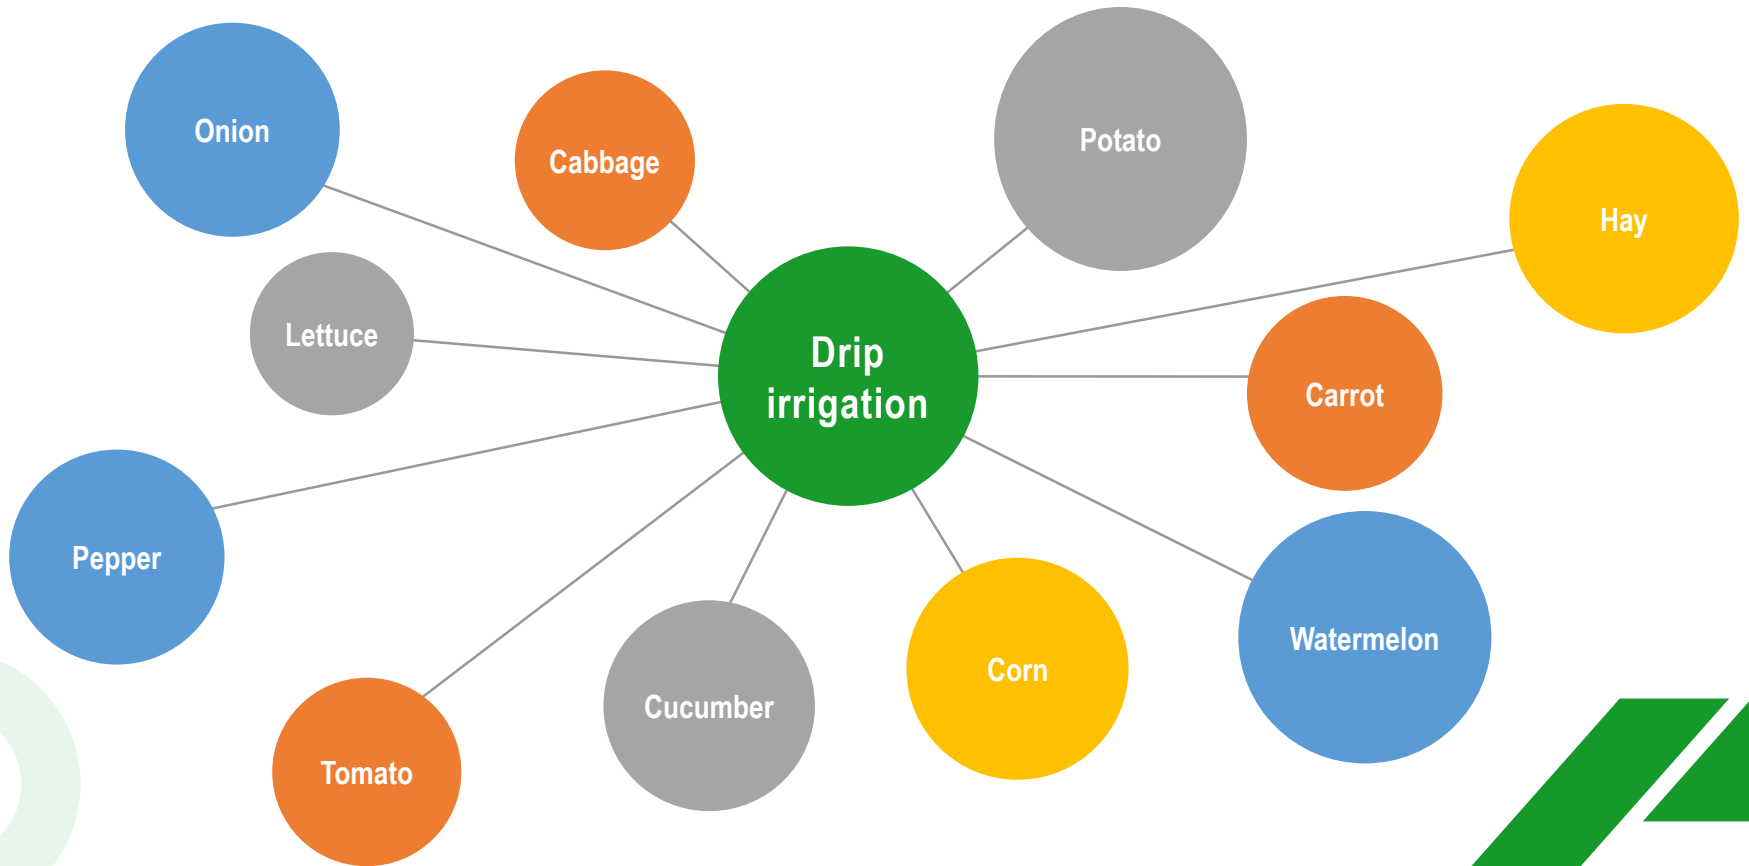 Onion
Cabbage
Potato
Hay
Lettuce
Drip
irrigation
Carrot
Pepper
Watermelon
Cucumber
Corn
Tomato